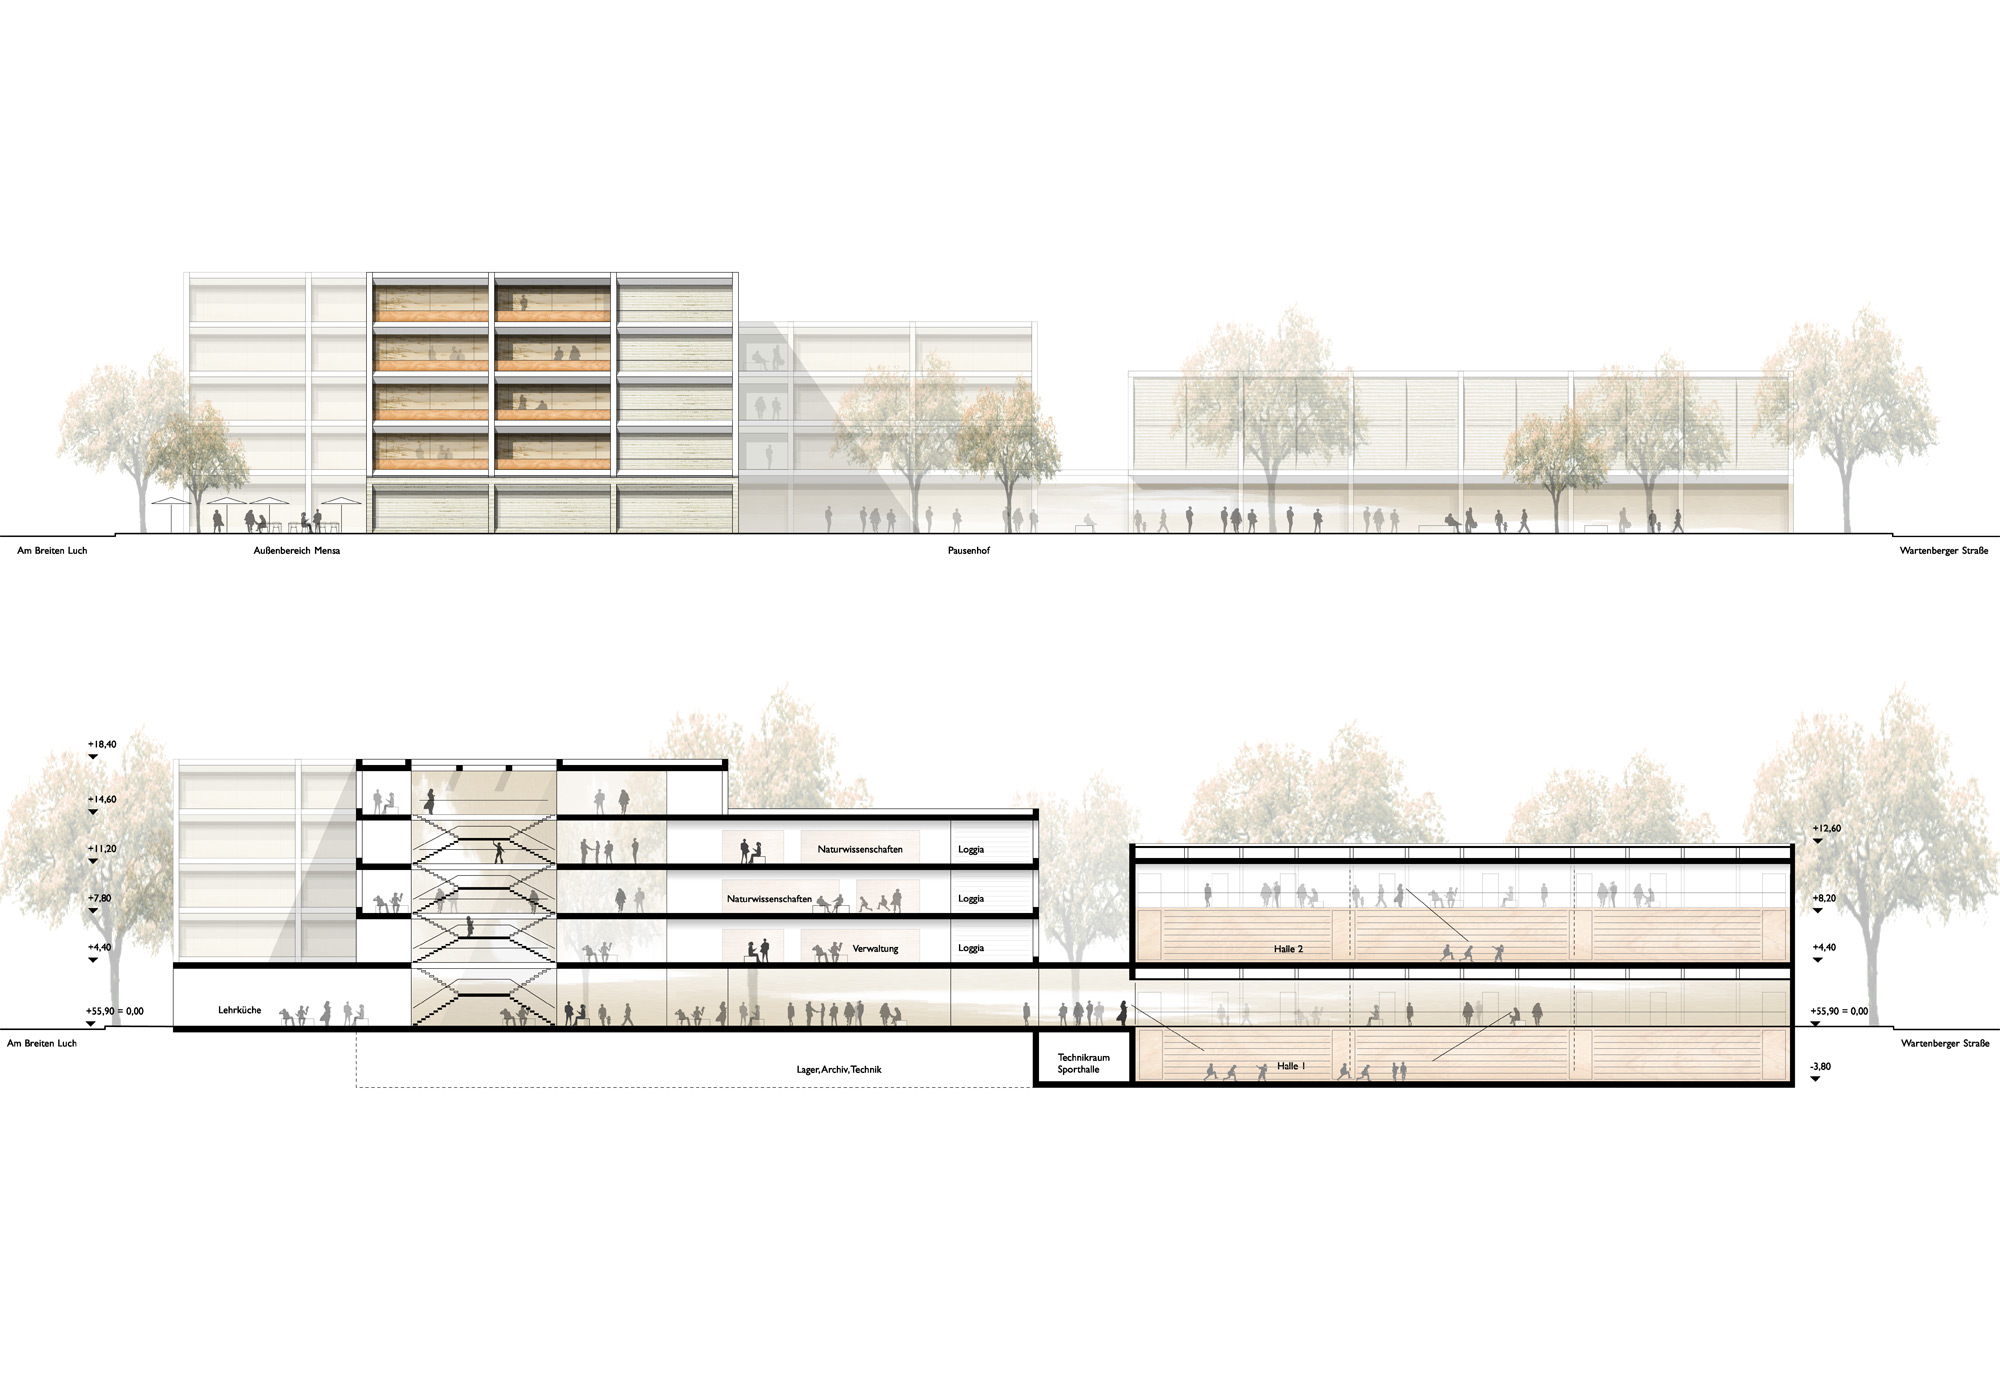 Am Breiten Luch
Außenbereich Mensa
Pausenhof
Wartenberger Straße
+18,40
+14,60
+11,20
+7,80
+4,40
+55,90 = 0,00
Am Breiten Luch
Lehrküche
Naturwissenschaften
Loggia
Naturwissenschaften
Loggia
Verwaltung
Loggia
Lager, Archiv, Technik
Technikraum
Sporthalle
Halle 2
Halle 1
+12,60
+8,20
+4,40
+55,90 = 0,00
Wartenberger Straße
-3,80